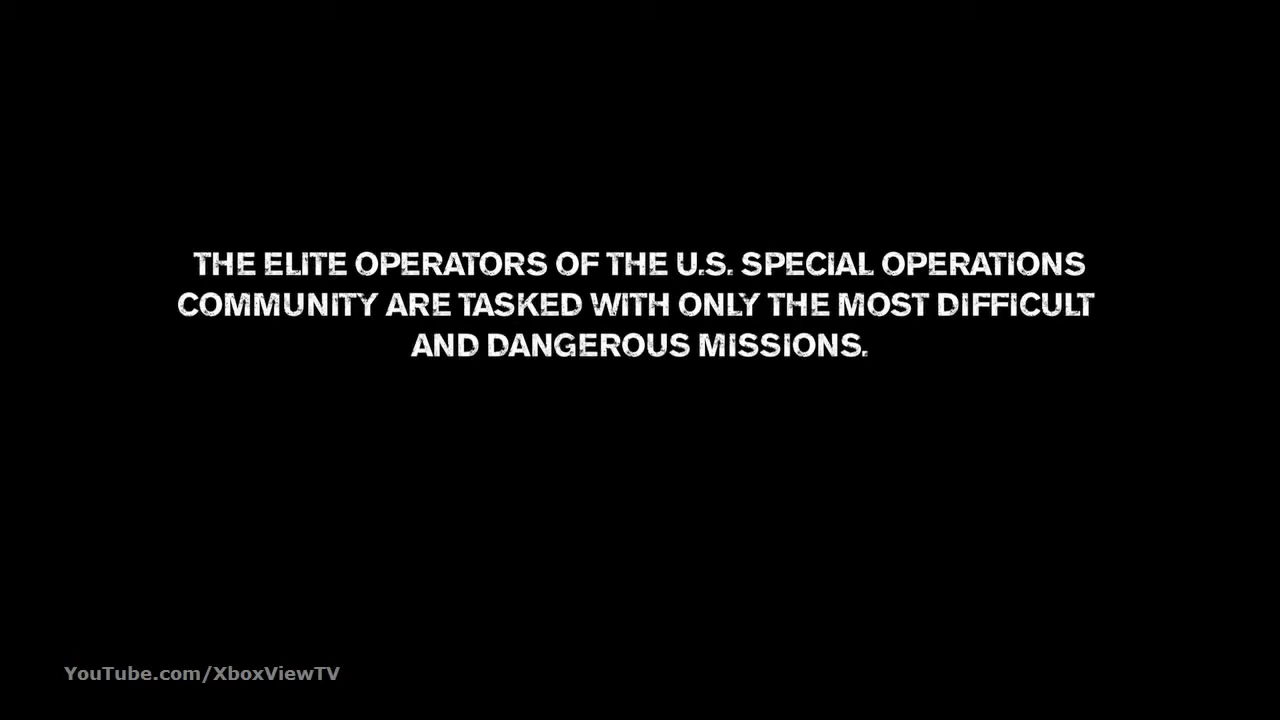 THE ELITE OPERATORS OF THE U.S. SPECIAL OPERATIONS
COMMUNITY ARE TASKED WITH ONLY THE MOST DIFFICULT
AND DANGEROUS MISSIONS.
YouTube.com/XboxViewTV